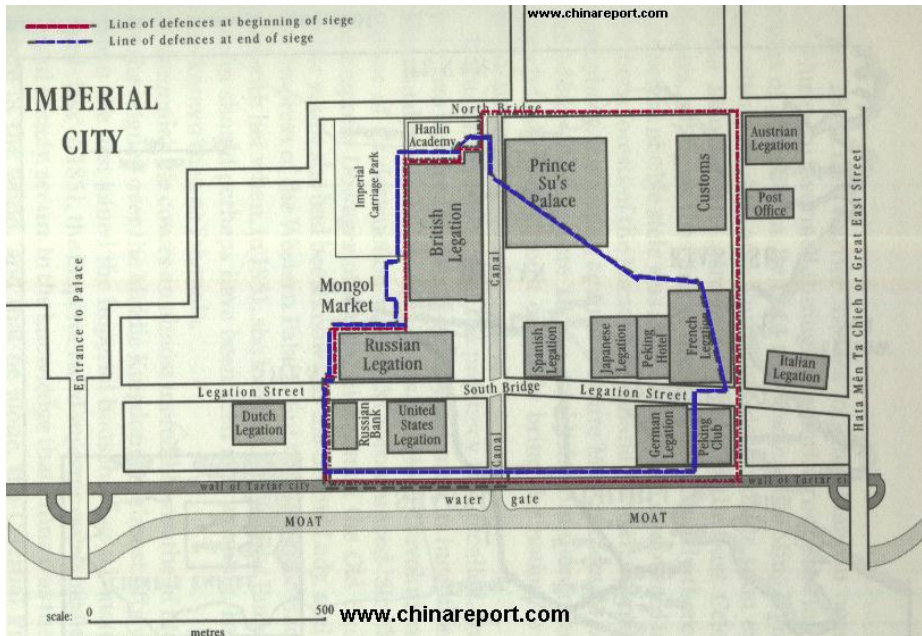 www.chinareport.com
Line of defences at beginning of siege
Line of defences at end of siege
IMPERIAL
CITY
North Bridge
Hanlin
Academy
Austrian
Legation
Imperial
Carriage Park
British
Legation
Prince
Su's
Palace
Customs
Post
Office
Canal
Mongol
Market
Entrance to Palace
Hata Mên Ta Chieh or Great East Street
Russian
Legation
Spanish
Legation
Japanese
Legation
Peking
Hotel
French
Legation
Italian
Legation
Legation Street
South Bridge
Legation Street
Dutch
Legation
Russian
Bank
United
States
Legation
Canal
German
Legation
Peking
Club
wall of Tartar city
wall of Tartar city
water gate
MOAT
MOAT
scale: 0 500
metres
www.chinareport.com